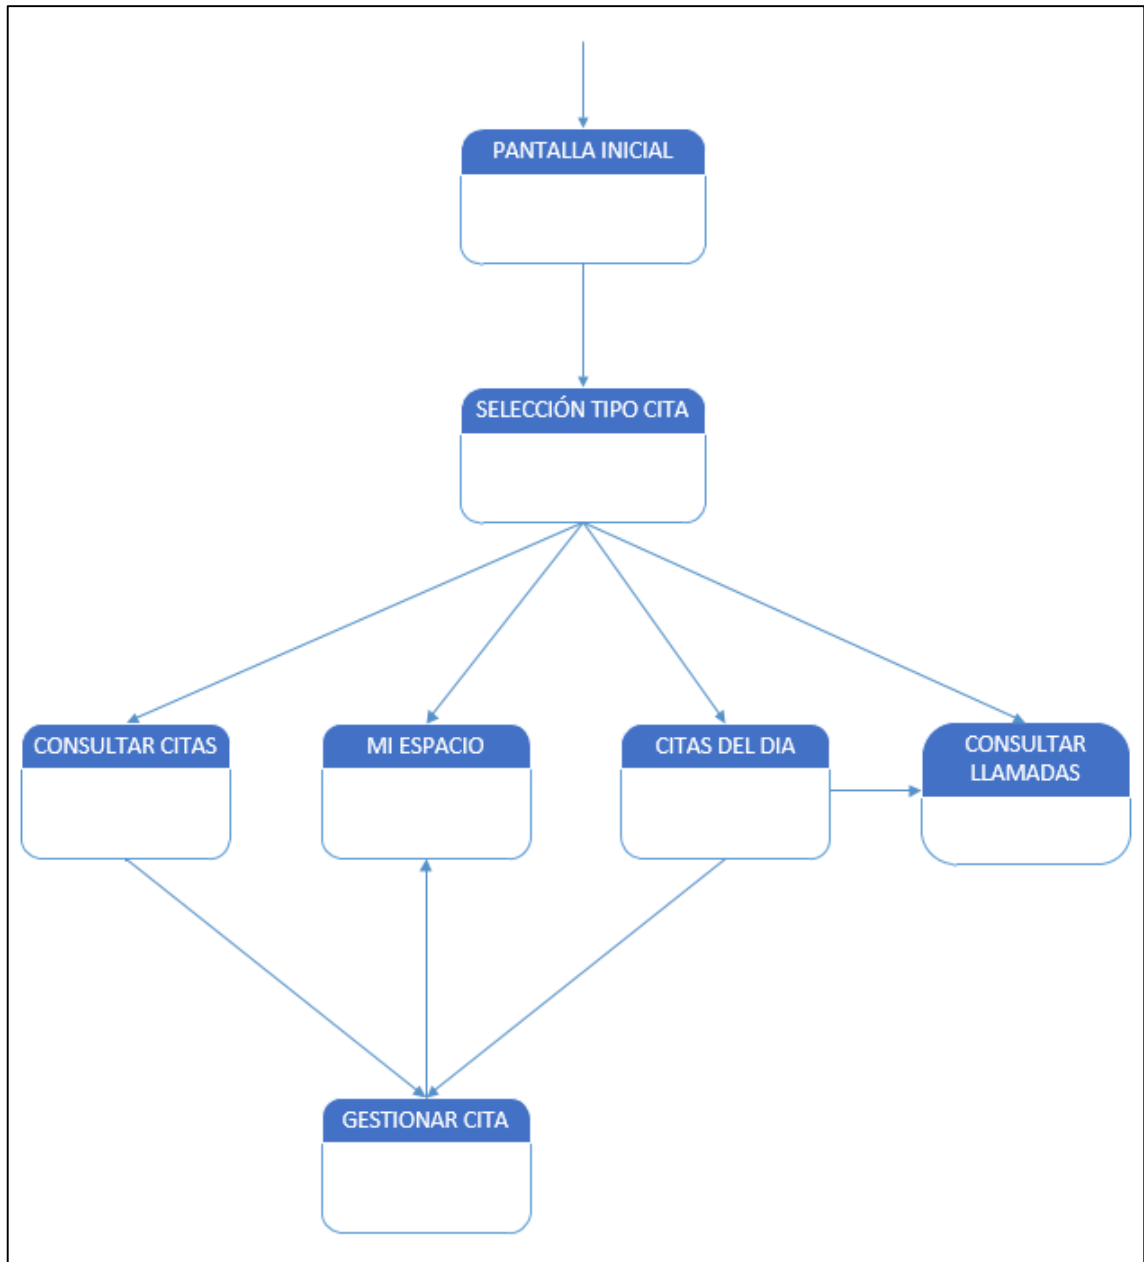 PANTALLA INICIAL
SELECCIÓN TIPO CITA
CONSULTAR CITAS
MI ESPACIO
CITAS DEL DIA
CONSULTAR
LLAMADAS
GESTIONAR CITA